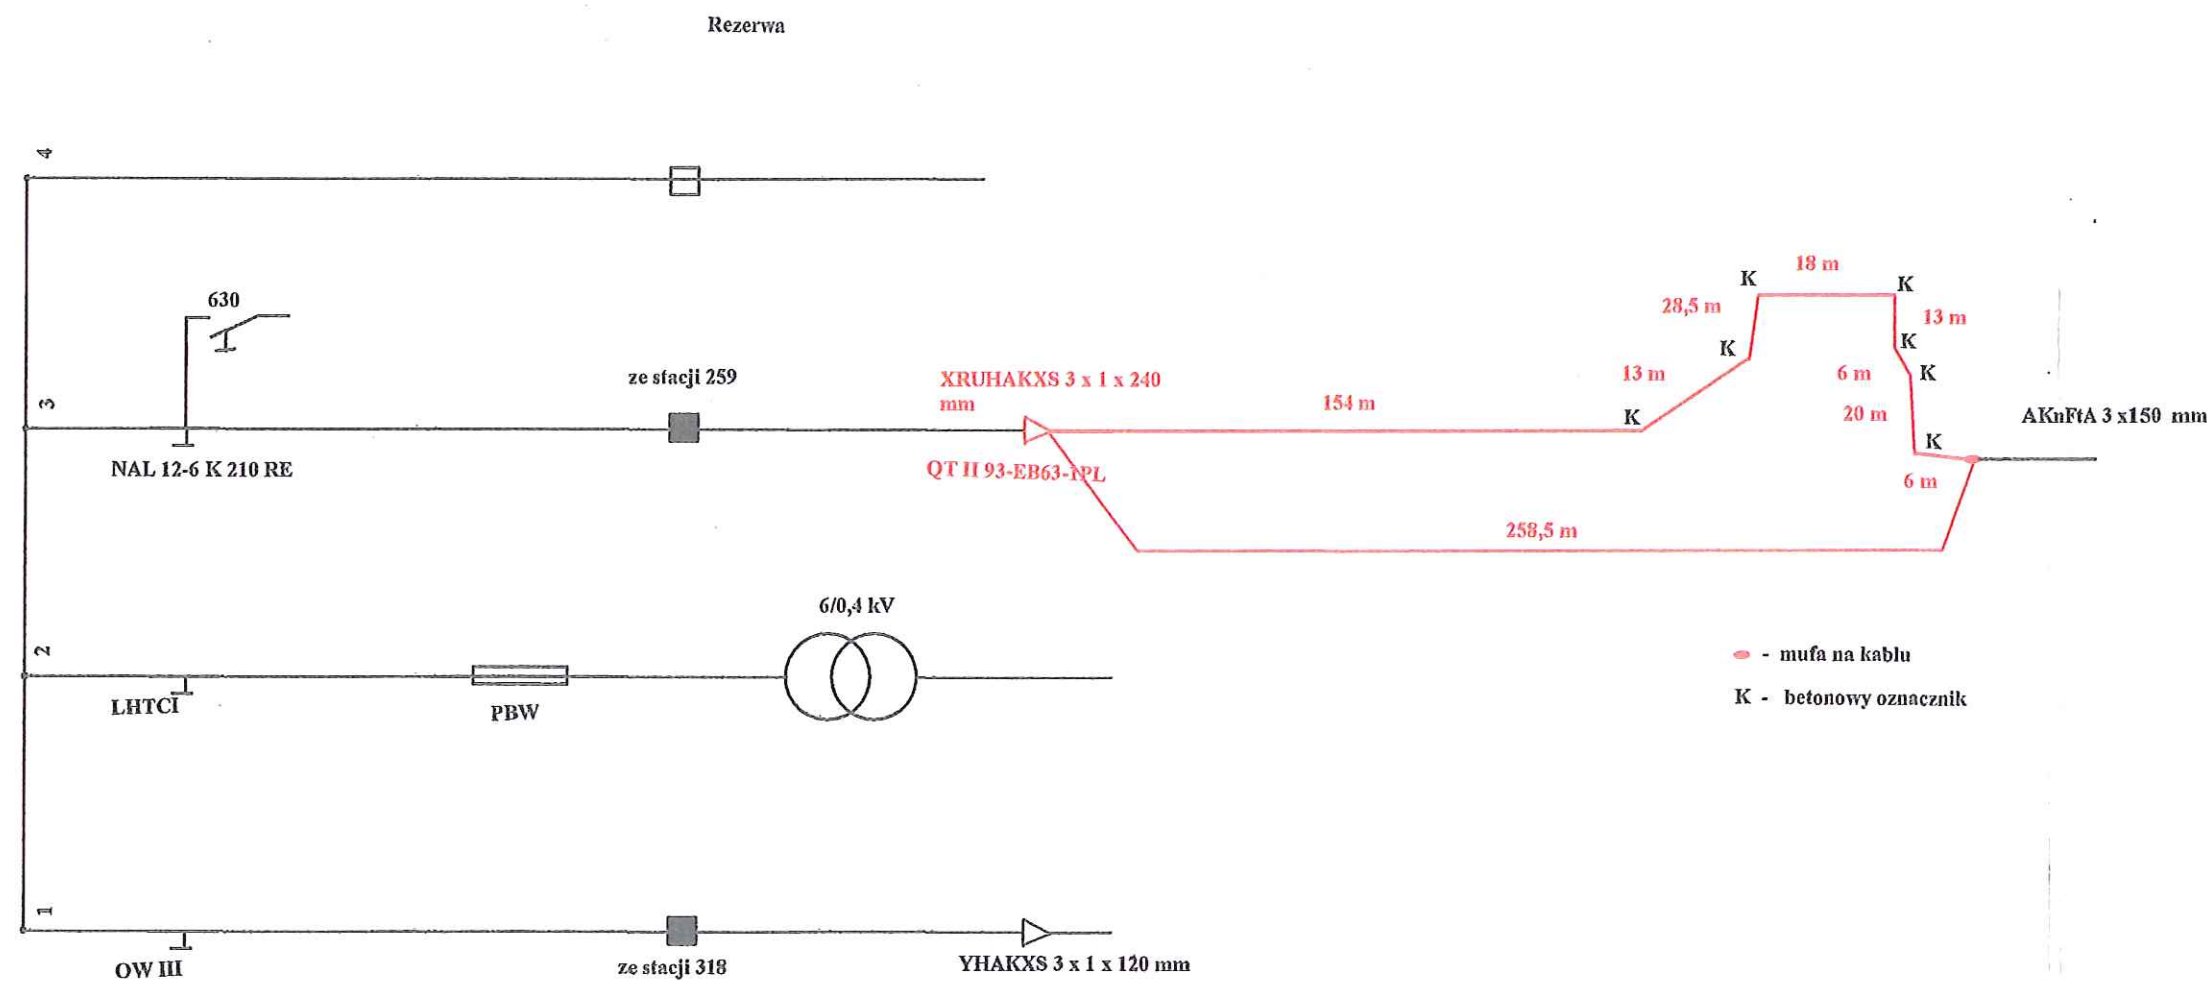 Rezerwa
4
18 m
K
K
28,5 m
630
13 m
K
K
ze stacji 259
XRUHAKXS 3 x 1 x 240
mm
13 m
6 m
K
3
154 m
K
20 m
AKnFtA 3 x150 mm
K
NAL 12-6 K 210 RE
QT II 93-EB63-1PL
6 m
258,5 m
6/0,4 kV
2
- mufa na kablu
LHTCI
PBW
K - betonowy oznacznik
1
OW III
ze stacji 318
YHAKXS 3 x 1 x 120 mm